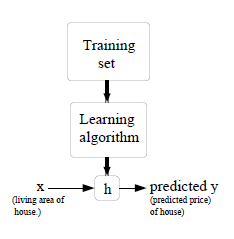 Training
set
Learning
algorithm
x
h
predicted y
(living area of
house.)
(predicted price)
of house)